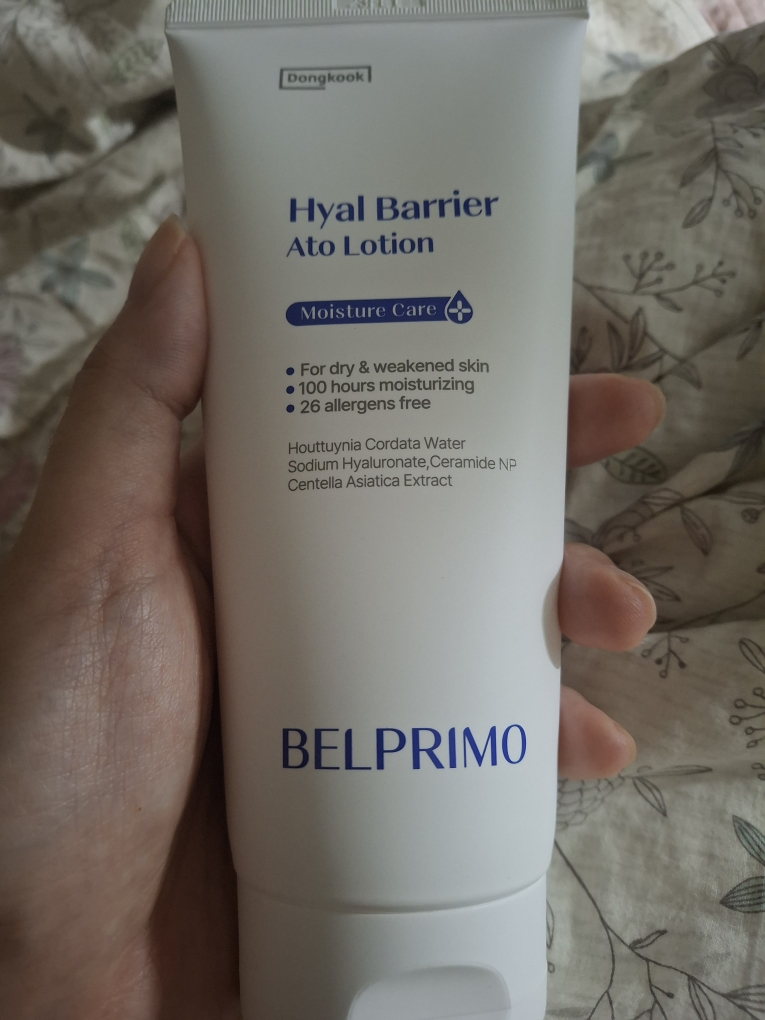 Dongkook
Hyal Barrier
Ato Lotion
Moisture Care
• For dry & weakened skin
• 100 hours moisturizing
• 26 allergens free
Houttuynia Cordata Water
Sodium Hyaluronate,Ceramide NP
Centella Asiatica Extract
BELPRIMO